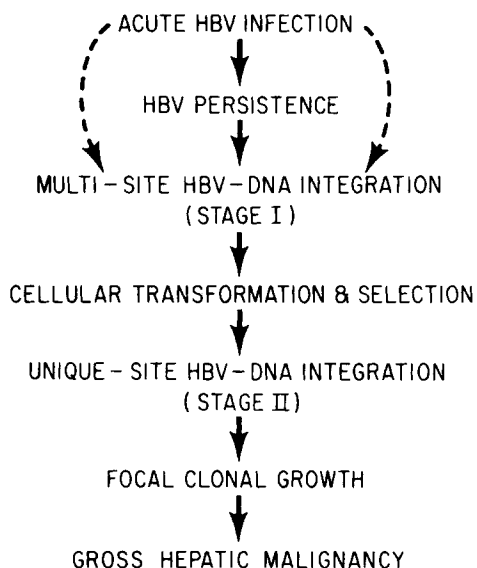 ACUTE HBV INFECTION
HBV PERSISTENCE
MULTI-SITE HBV-DNA INTEGRATION
(STAGE I)
CELLULAR TRANSFORMATION & SELECTION
UNIQUE-SITE HBV-DNA INTEGRATION
(STAGE II)
FOCAL CLONAL GROWTH
GROSS HEPATIC MALIGNANCY